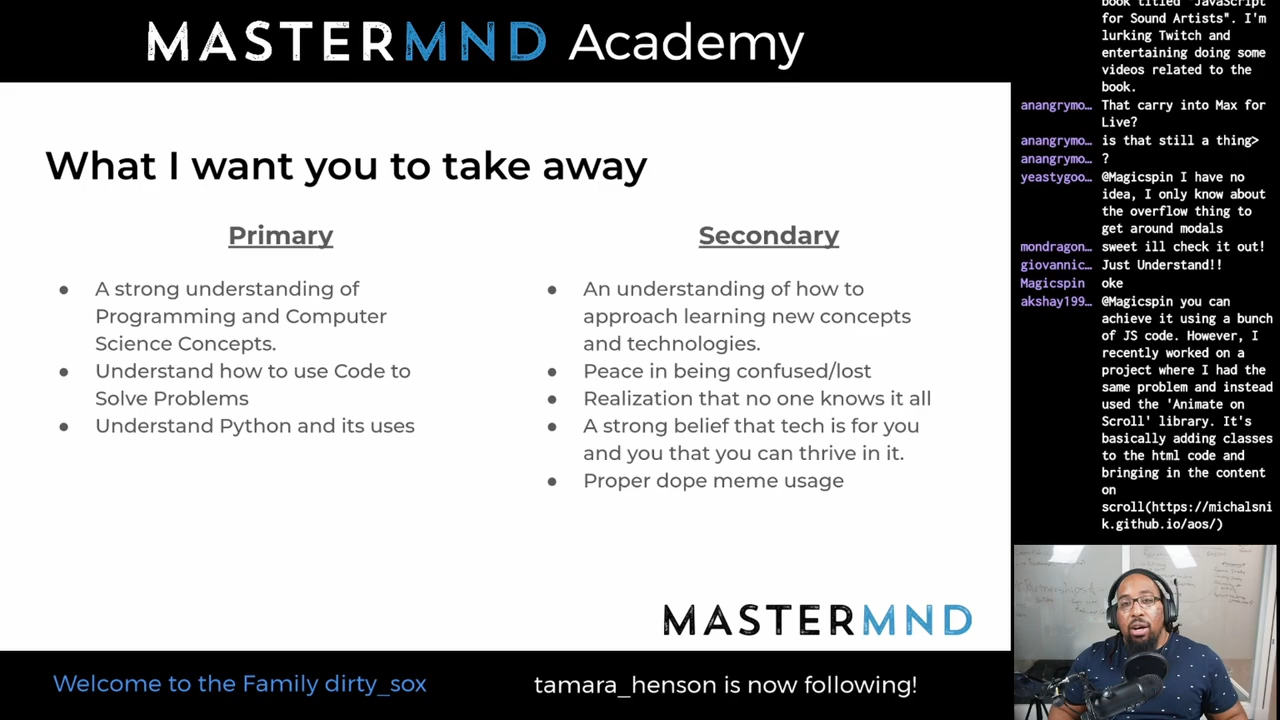 MASTERMND Academy
What I want you to take away
Primary
● A strong understanding of
Programming and Computer
Science Concepts.
● Understand how to use Code to
Solve Problems
● Understand Python and its uses
Secondary
● An understanding of how to
approach learning new concepts
and technologies.
● Peace in being confused/lost
● Realization that no one knows it all
● A strong belief that tech is for you
and you that you can thrive in it.
● Proper dope meme usage
MASTERMND
Welcome to the Family dirty_sox
tamara_henson is now following!
book titled "JavaScript
for Sound Artists". I'm
lurking Twitch and
entertaining doing some
videos related to the
book.
anangrymo… That carry into Max for
Live?
anangrymo… is that still a thing>
anangrymo… ?
yeastygoo… @Magicspin I have no
idea, I only know about
the overflow thing to
get around modals
mondragon… sweet ill check it out!
giovannic… Just Understand!!
Magicspin oke
akshay199… @Magicspin you can
achieve it using a bunch
of JS code. However, I
recently worked on a
project where I had the
same problem and instead
used the 'Animate on
Scroll' library. It's
basically adding classes
to the html code and
bringing in the content
on
scroll(https://michalsni
k.github.io/aos/)